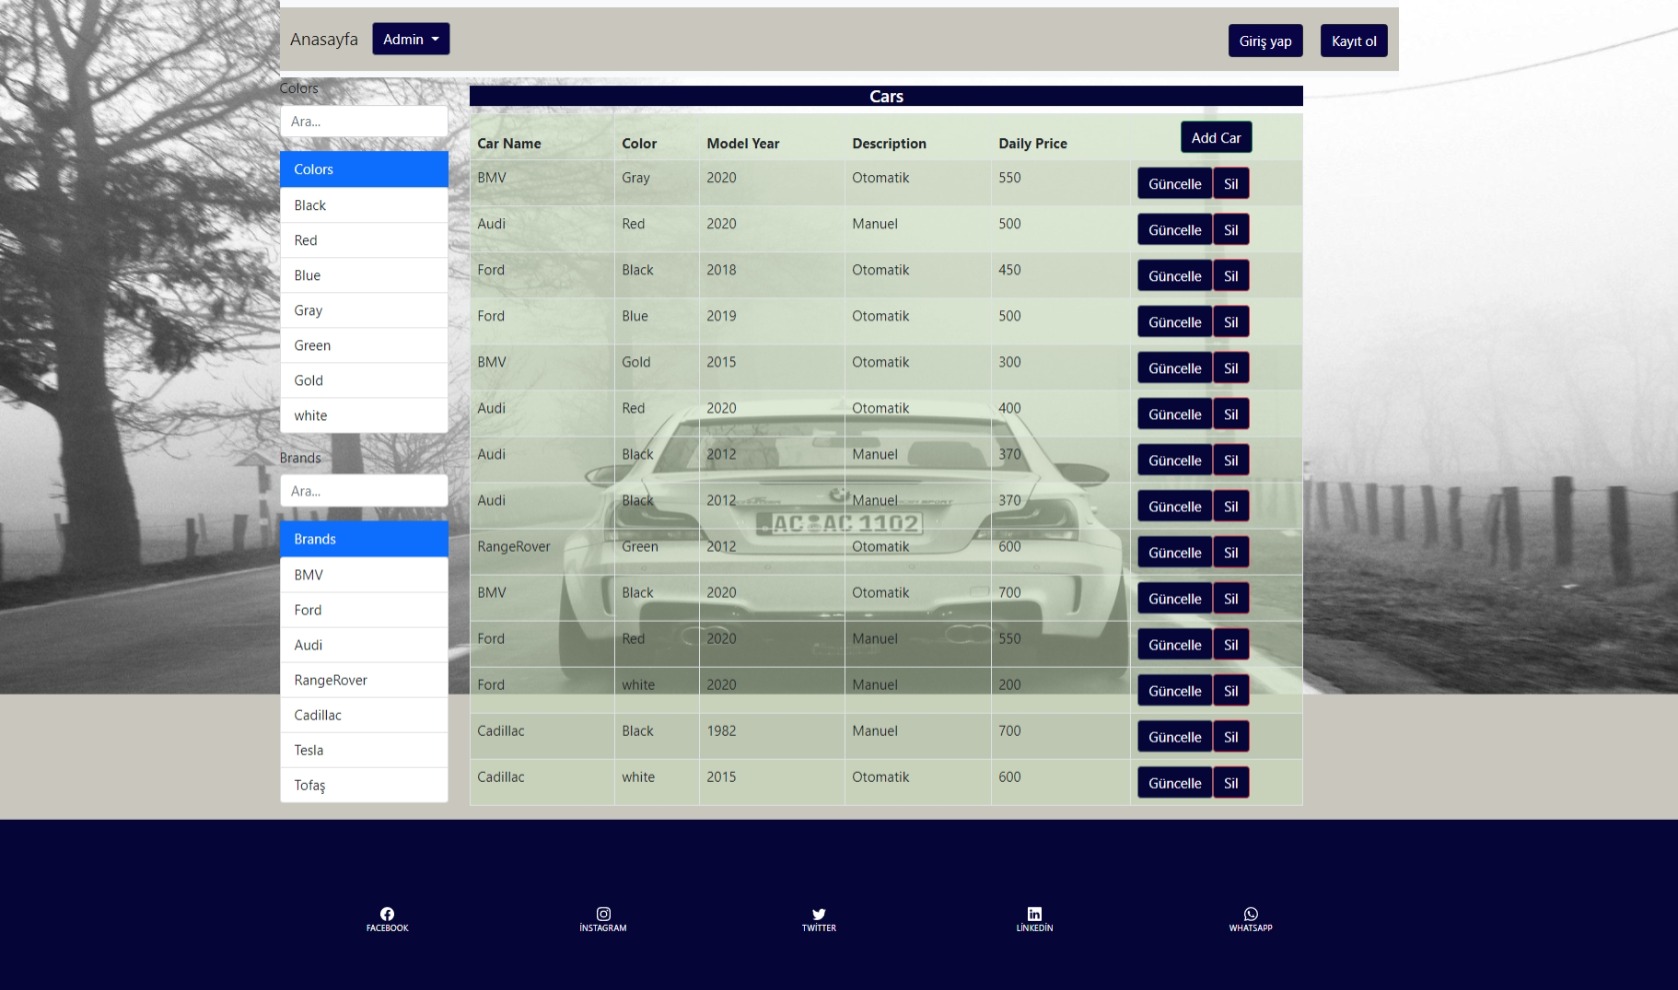 Anasayfa Admin Giriş yap Kayıt ol
Colors
Ara...
Colors
Black
Red
Blue
Gray
Green
Gold
white
Brands
Ara...
Brands
BMV
Ford
Audi
RangeRover
Cadillac
Tesla
Tofaş
Cars
Car Name Color Model Year Description Daily Price Add Car
BMV Gray 2020 Otomatik 550 Güncelle Sil
Audi Red 2020 Manuel 500 Güncelle Sil
Ford Black 2018 Otomatik 450 Güncelle Sil
Ford Blue 2019 Otomatik 500 Güncelle Sil
BMV Gold 2015 Otomatik 300 Güncelle Sil
Audi Red 2020 Otomatik 400 Güncelle Sil
Audi Black 2012 Manuel 370 Güncelle Sil
Audi Black 2012 Manuel 370 Güncelle Sil
AC AC 1102
RangeRover Green 2012 Otomatik 600 Güncelle Sil
BMV Black 2020 Otomatik 700 Güncelle Sil
Ford Red 2020 Manuel 550 Güncelle Sil
Ford white 2020 Manuel 200 Güncelle Sil
Cadillac Black 1982 Manuel 700 Güncelle Sil
Cadillac white 2015 Otomatik 600 Güncelle Sil
FACEBOOK İNSTAGRAM TWİTTER LİNKEDİN WHATSAPP